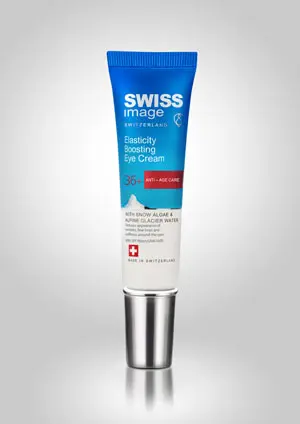 SWISS
image
SWITZERLAND
Elasticity
Boosting
Eye Cream
36+ ANTI-AGE CARE
WITH SNOW ALGAE &
ALPINE GLACIER WATER
MADE IN SWITZERLAND